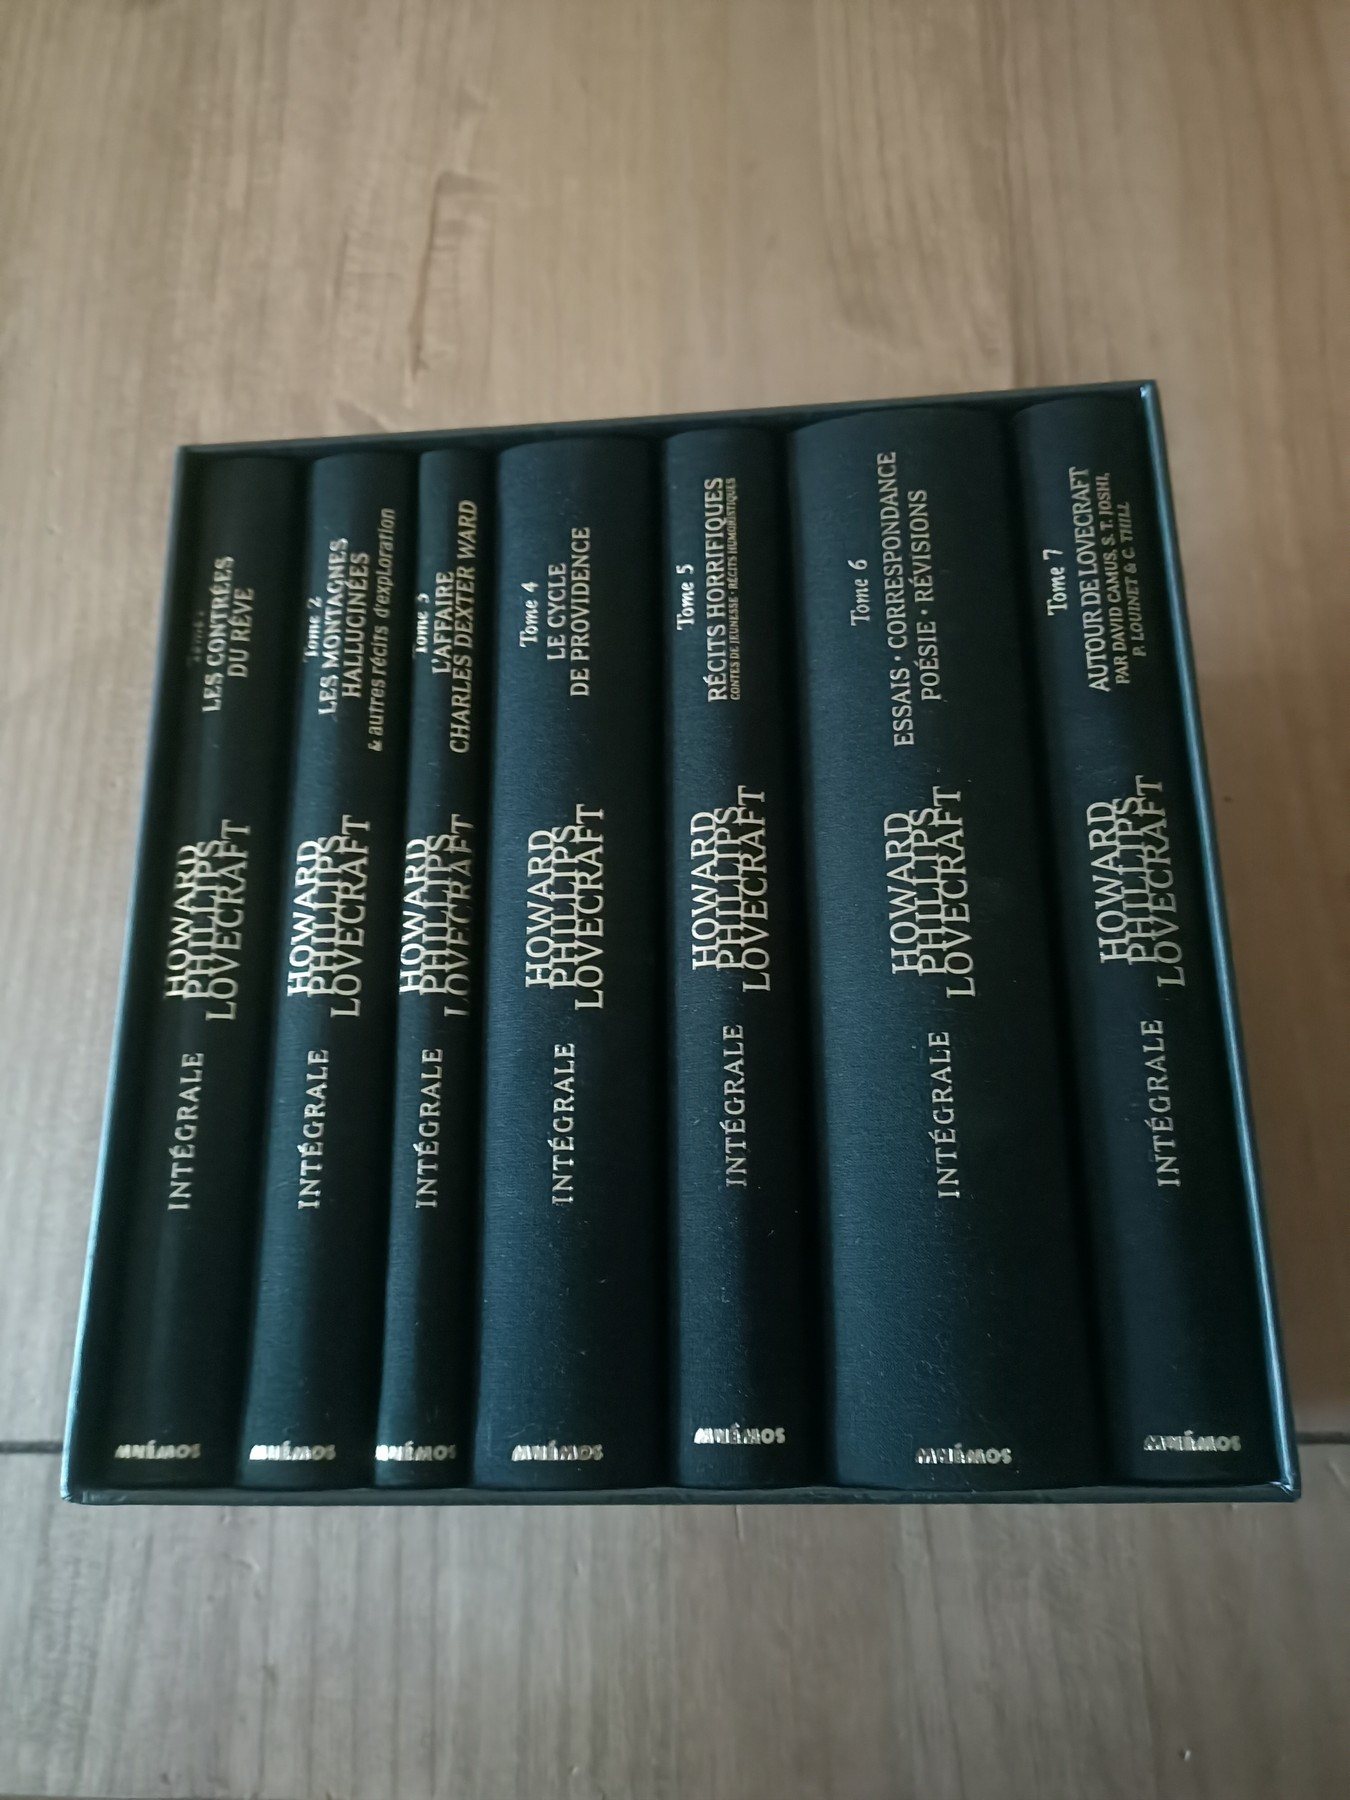 Tome 1
LES CONTRÉES
DU RÊVE
HOWARD
PHILLIPS
LOVECRAFT
INTÉGRALE
MNÉMOS
Tome 2
LES MONTAGNES
HALLUCINÉES
& autres récits d'exploration
HOWARD
PHILLIPS
LOVECRAFT
INTÉGRALE
MNÉMOS
Tome 3
L'AFFAIRE
CHARLES DEXTER WARD
HOWARD
PHILLIPS
LOVECRAFT
INTÉGRALE
MNÉMOS
Tome 4
LE CYCLE
DE PROVIDENCE
HOWARD
PHILLIPS
LOVECRAFT
INTÉGRALE
MNÉMOS
Tome 5
RÉCITS HORRIFIQUES
CONTES DE JEUNESSE • RÉCITS HUMORISTIQUES
HOWARD
PHILLIPS
LOVECRAFT
INTÉGRALE
MNÉMOS
Tome 6
ESSAIS • CORRESPONDANCE
POÉSIE • RÉVISIONS
HOWARD
PHILLIPS
LOVECRAFT
INTÉGRALE
MNÉMOS
Tome 7
AUTOUR DE LOVECRAFT
PAR DAVID CAMUS, S. T. JOSHI,
P. LOUINET & C. THILL
HOWARD
PHILLIPS
LOVECRAFT
INTÉGRALE
MNÉMOS